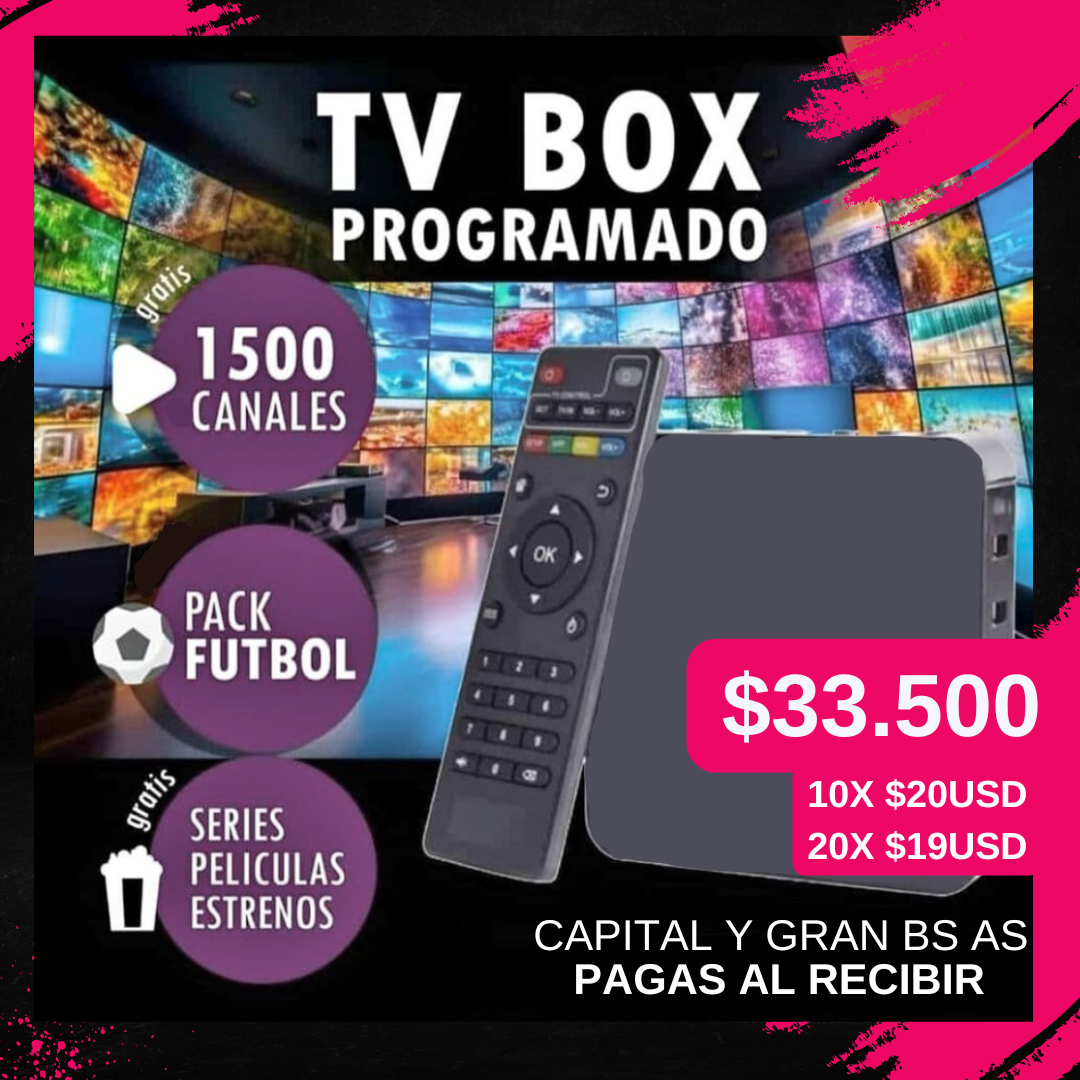 TV BOX
PROGRAMADO
gratis
1500
CANALES
PACK
FUTBOL
gratis
SERIES
PELICULAS
ESTRENOS
OK
1 2 3
4 5 6
7 8 9
0
$33.500
10X $20USD
20X $19USD
CAPITAL Y GRAN BS AS
PAGAS AL RECIBIR